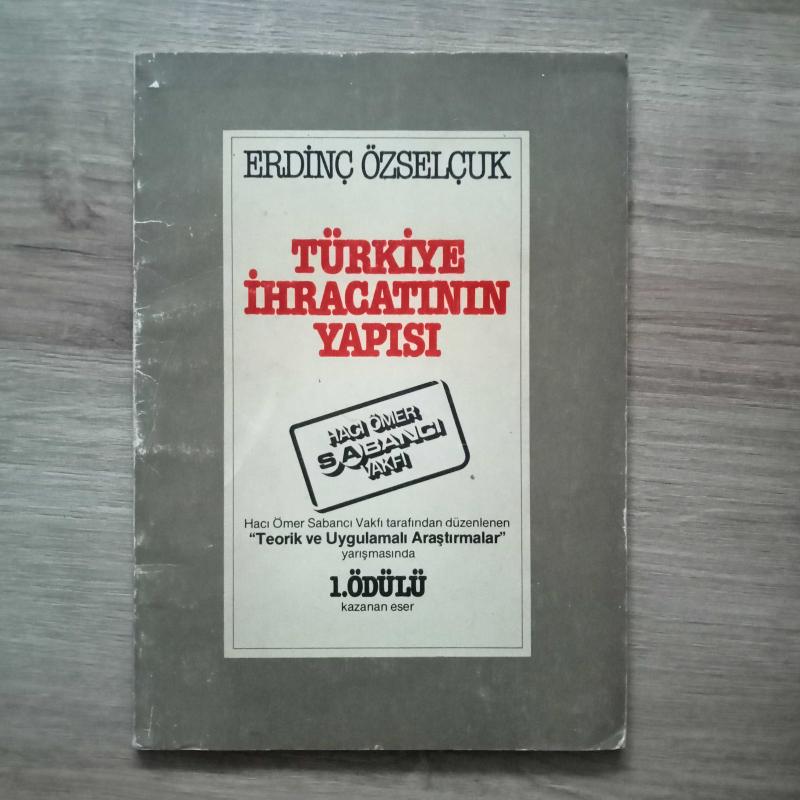 ERDİNÇ ÖZSELÇUK
TÜRKİYE
İHRACATININ
YAPISI
HACI ÖMER
SABANCI
VAKFI
Hacı Ömer Sabancı Vakfı tarafından düzenlenen
“Teorik ve Uygulamalı Araştırmalar”
yarışmasında
1.ÖDÜLÜ
kazanan eser